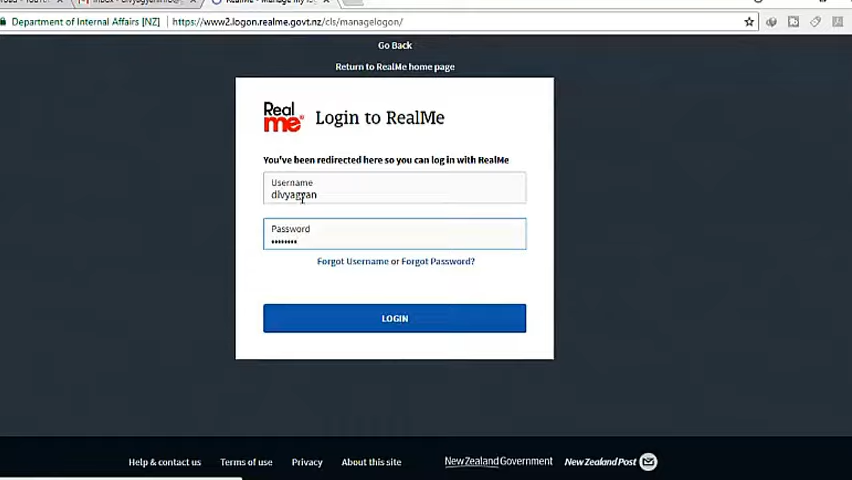 Department of Internal Affairs [NZ] https://www2.logon.realme.govt.nz/cls/managelogon/
Go Back
Return to RealMe home page
Real me Login to RealMe
You've been redirected here so you can log in with RealMe
Username
divyagyan
Password
••••••••
Forgot Username or Forgot Password?
LOGIN
Help & contact us Terms of use Privacy About this site New Zealand Government New Zealand Post